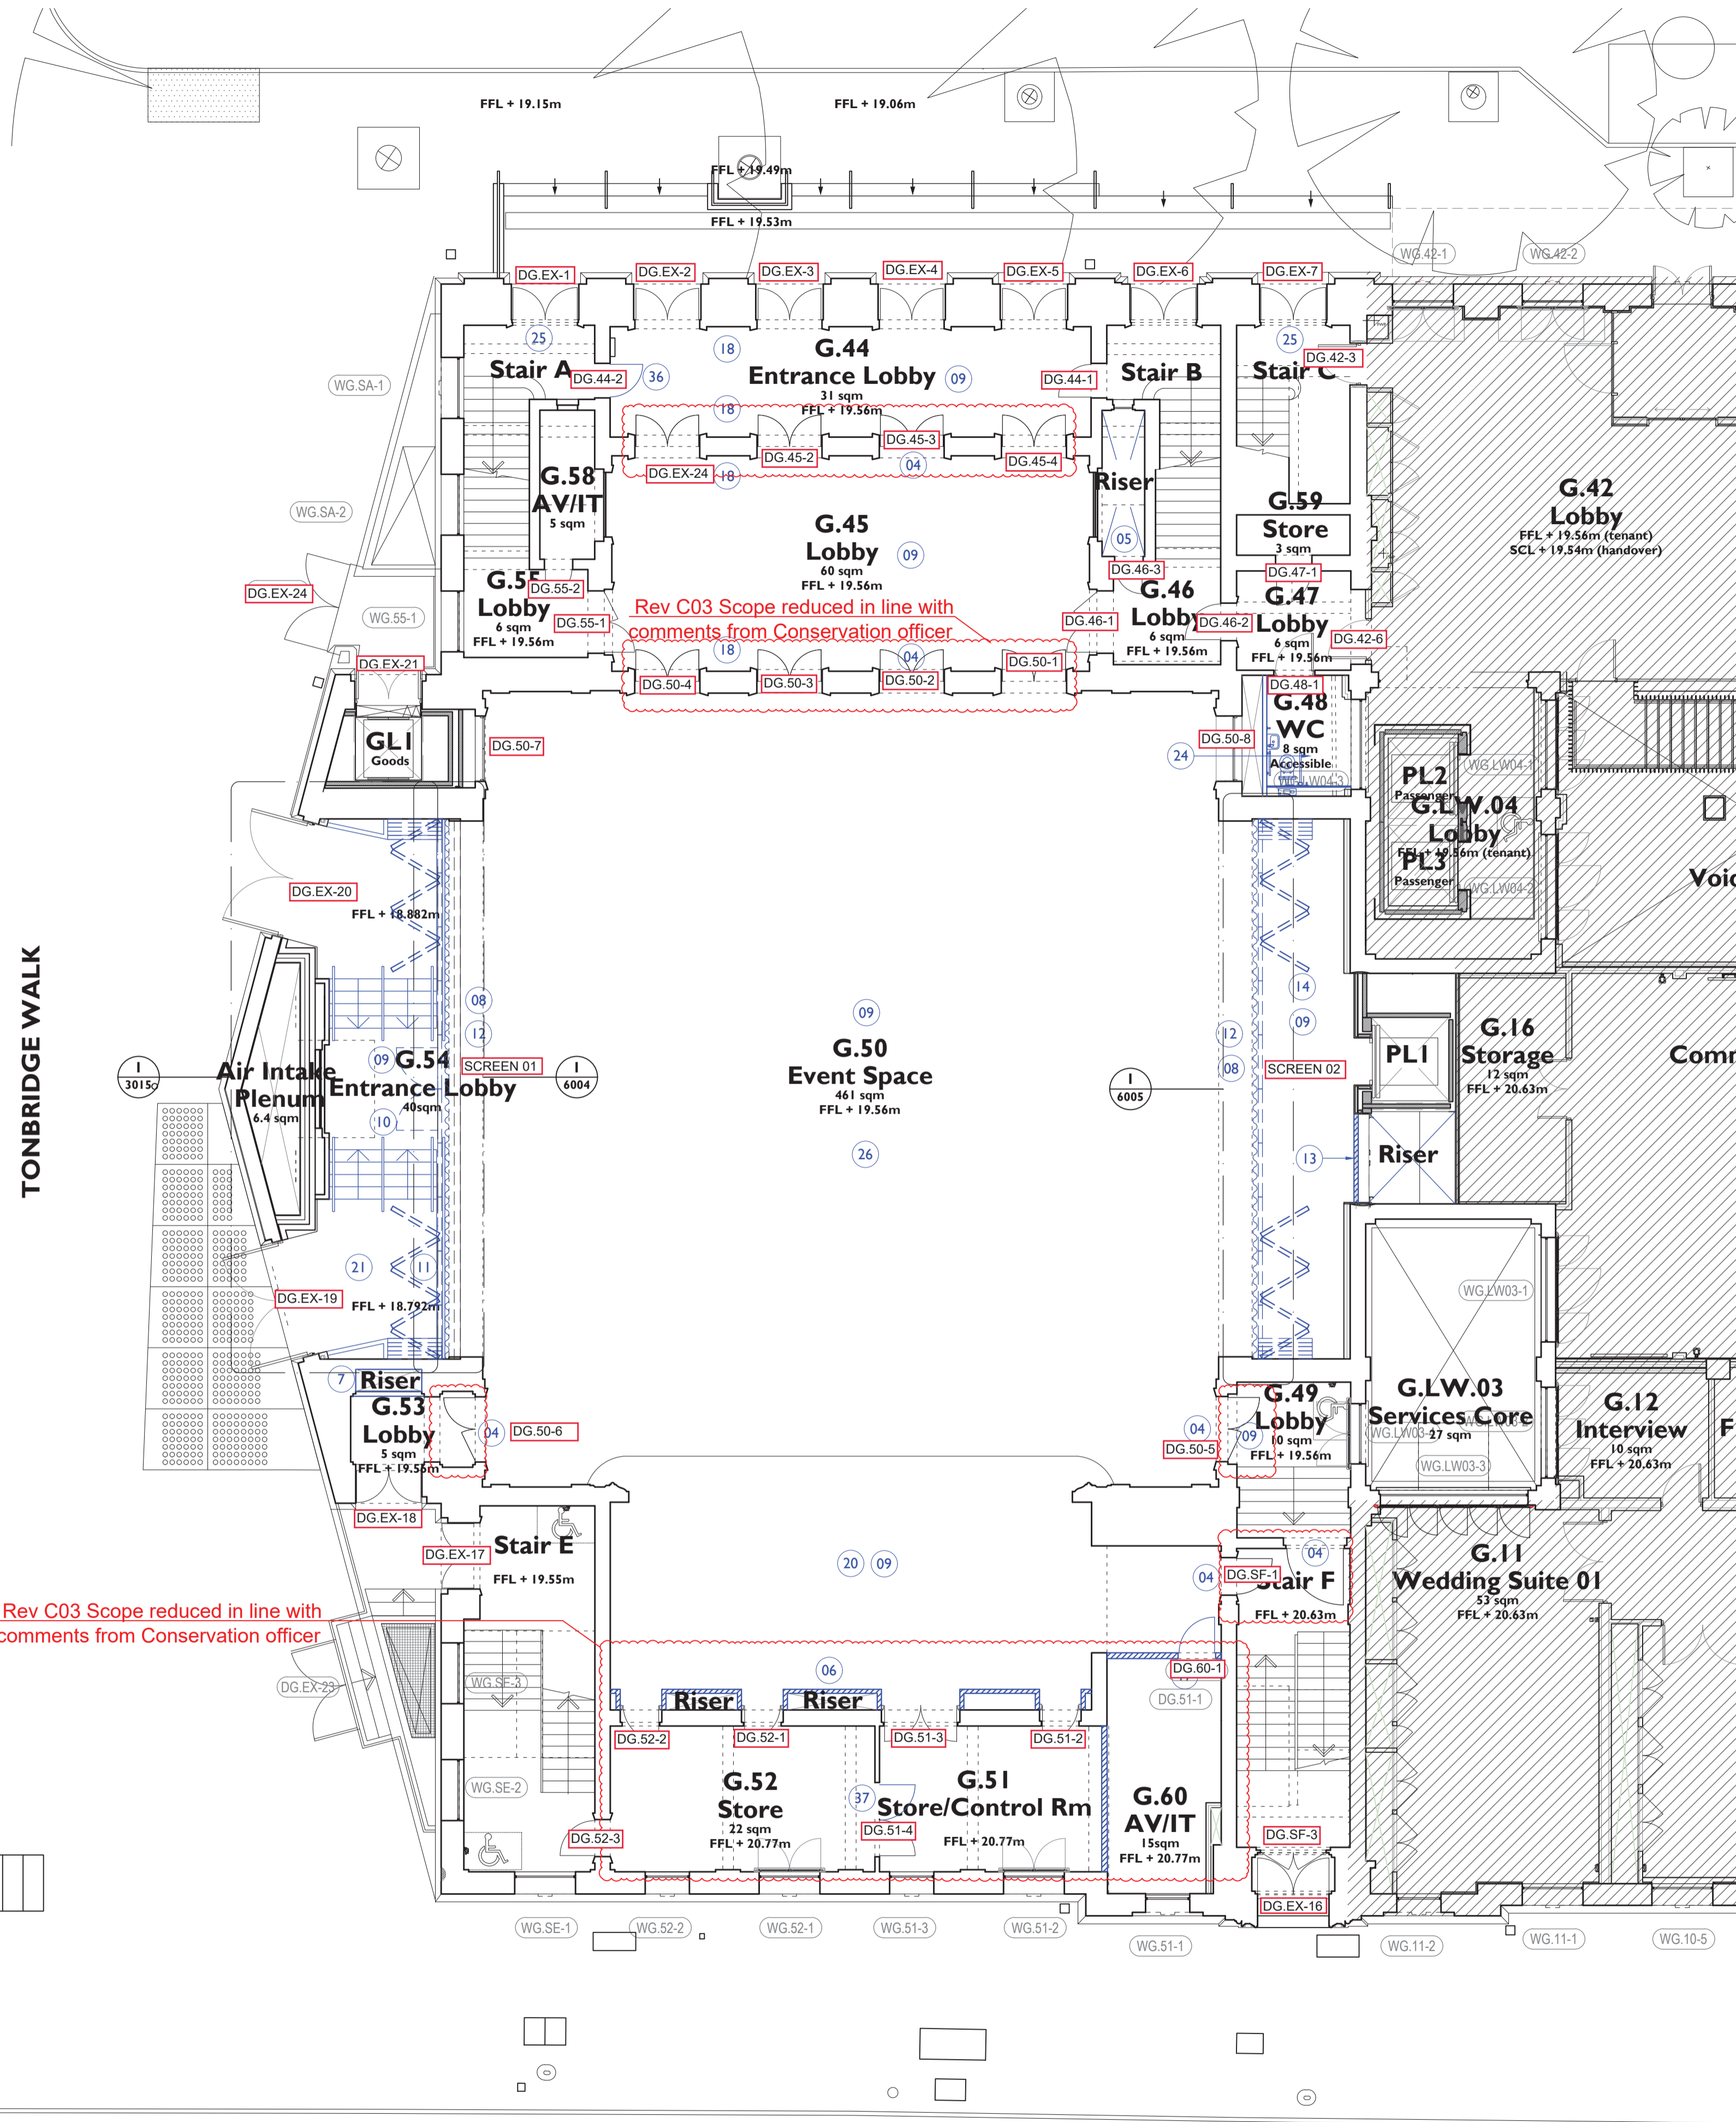 FFL + 19.15m
FFL + 19.06m
FFL + 19.49m
FFL + 19.53m
DG.EX-1
DG.EX-2
DG.EX-3
DG.EX-4
DG.EX-5
DG.EX-6
DG.EX-7
WG.42-1
WG.42-2
25
18
25
Stair A
DG.44-2
36
G.44
Entrance Lobby
31 sqm
FFL + 19.56m
09
18
DG.44-1
Stair B
Stair C
DG.42-3
WG.SA-1
DG.EX-24
DG.45-2
DG.45-3
DG.45-4
18
04
G.58
AV/IT
5 sqm
Riser
05
G.59
Store
3 sqm
G.42
Lobby
FFL + 19.56m (tenant)
SCL + 19.54m (handover)
WG.SA-2
G.45
Lobby
60 sqm
FFL + 19.56m
09
DG.EX-24
WG.55-1
G.55
Lobby
6 sqm
FFL + 19.56m
DG.55-2
DG.55-1
Rev C03 Scope reduced in line with
comments from Conservation officer
DG.46-3
DG.46-1
G.46
Lobby
6 sqm
FFL + 19.56m
DG.46-2
DG.47-1
G.47
Lobby
6 sqm
FFL + 19.56m
DG.42-6
DG.EX-21
18
04
DG.50-4
DG.50-3
DG.50-2
DG.50-1
DG.48-1
G.48
WC
8 sqm
Accessible
WG.LW04-3
GL1
Goods
DG.50-7
DG.50-8
24
PL2
Passenger
WG.LW04-1
G.LW.04
Lobby
FFL + 19.56m (tenant)
PL3
Passenger
WG.LW04-2
DG.EX-20
FFL + 18.882m
TONBRIDGE WALK
08
12
09
12
08
14
09
SCREEN 01
SCREEN 02
1
3015
1
6004
1
6005
Air Intake
Plenum
6.4 sqm
09
G.54
Entrance Lobby
40sqm
10
G.50
Event Space
461 sqm
FFL + 19.56m
26
PL1
G.16
Storage
12 sqm
FFL + 20.63m
13
Riser
21
11
DG.EX-19
FFL + 18.792m
WG.LW03-1
7
Riser
G.53
Lobby
5 sqm
FFL + 19.56m
04
DG.50-6
04
DG.50-5
G.49
Lobby
10 sqm
FFL + 19.56m
09
G.LW.03
Services Core
27 sqm
WG.LW03-3
G.12
Interview
10 sqm
FFL + 20.63m
DG.EX-18
DG.EX-17
Stair E
FFL + 19.55m
20
09
04
04
DG.SF-1
Stair F
FFL + 20.63m
G.11
Wedding Suite 01
53 sqm
FFL + 20.63m
Rev C03 Scope reduced in line with
comments from Conservation officer
DG.EX-23
WG.SE-3
06
Riser
Riser
DG.60-1
DG.51-1
DG.52-2
DG.52-1
DG.51-3
DG.51-2
WG.SE-2
G.52
Store
22 sqm
FFL + 20.77m
37
G.51
Store/Control Rm
FFL + 20.77m
G.60
AV/IT
15sqm
FFL + 20.77m
DG.52-3
DG.51-4
DG.SF-3
DG.EX-16
WG.SE-1
WG.52-2
WG.52-1
WG.51-3
WG.51-2
WG.51-1
WG.11-2
WG.11-1
WG.10-5